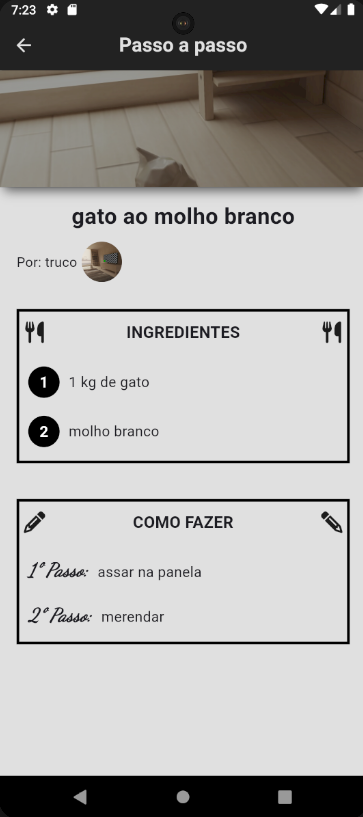 7:23
Passo a passo
gato ao molho branco
Por: truco
INGREDIENTES
1 1 kg de gato
2 molho branco
COMO FAZER
1º Passo: assar na panela
2º Passo: merendar